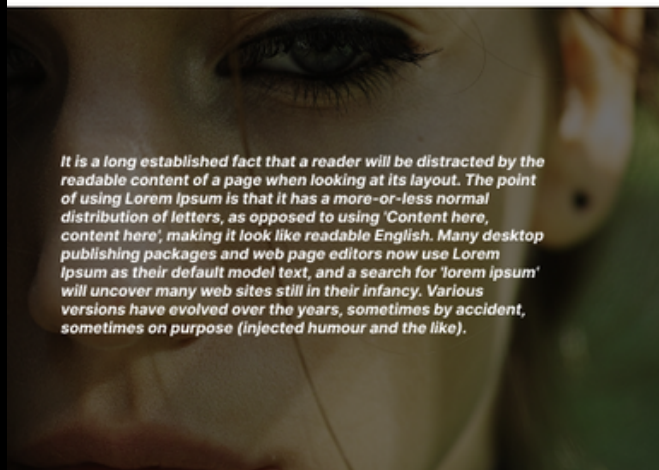 It is a long established fact that a reader will be distracted by the
readable content of a page when looking at its layout. The point
of using Lorem Ipsum is that it has a more-or-less normal
distribution of letters, as opposed to using 'Content here,
content here', making it look like readable English. Many desktop
publishing packages and web page editors now use Lorem
Ipsum as their default model text, and a search for 'lorem ipsum'
will uncover many web sites still in their infancy. Various
versions have evolved over the years, sometimes by accident,
sometimes on purpose (injected humour and the like).